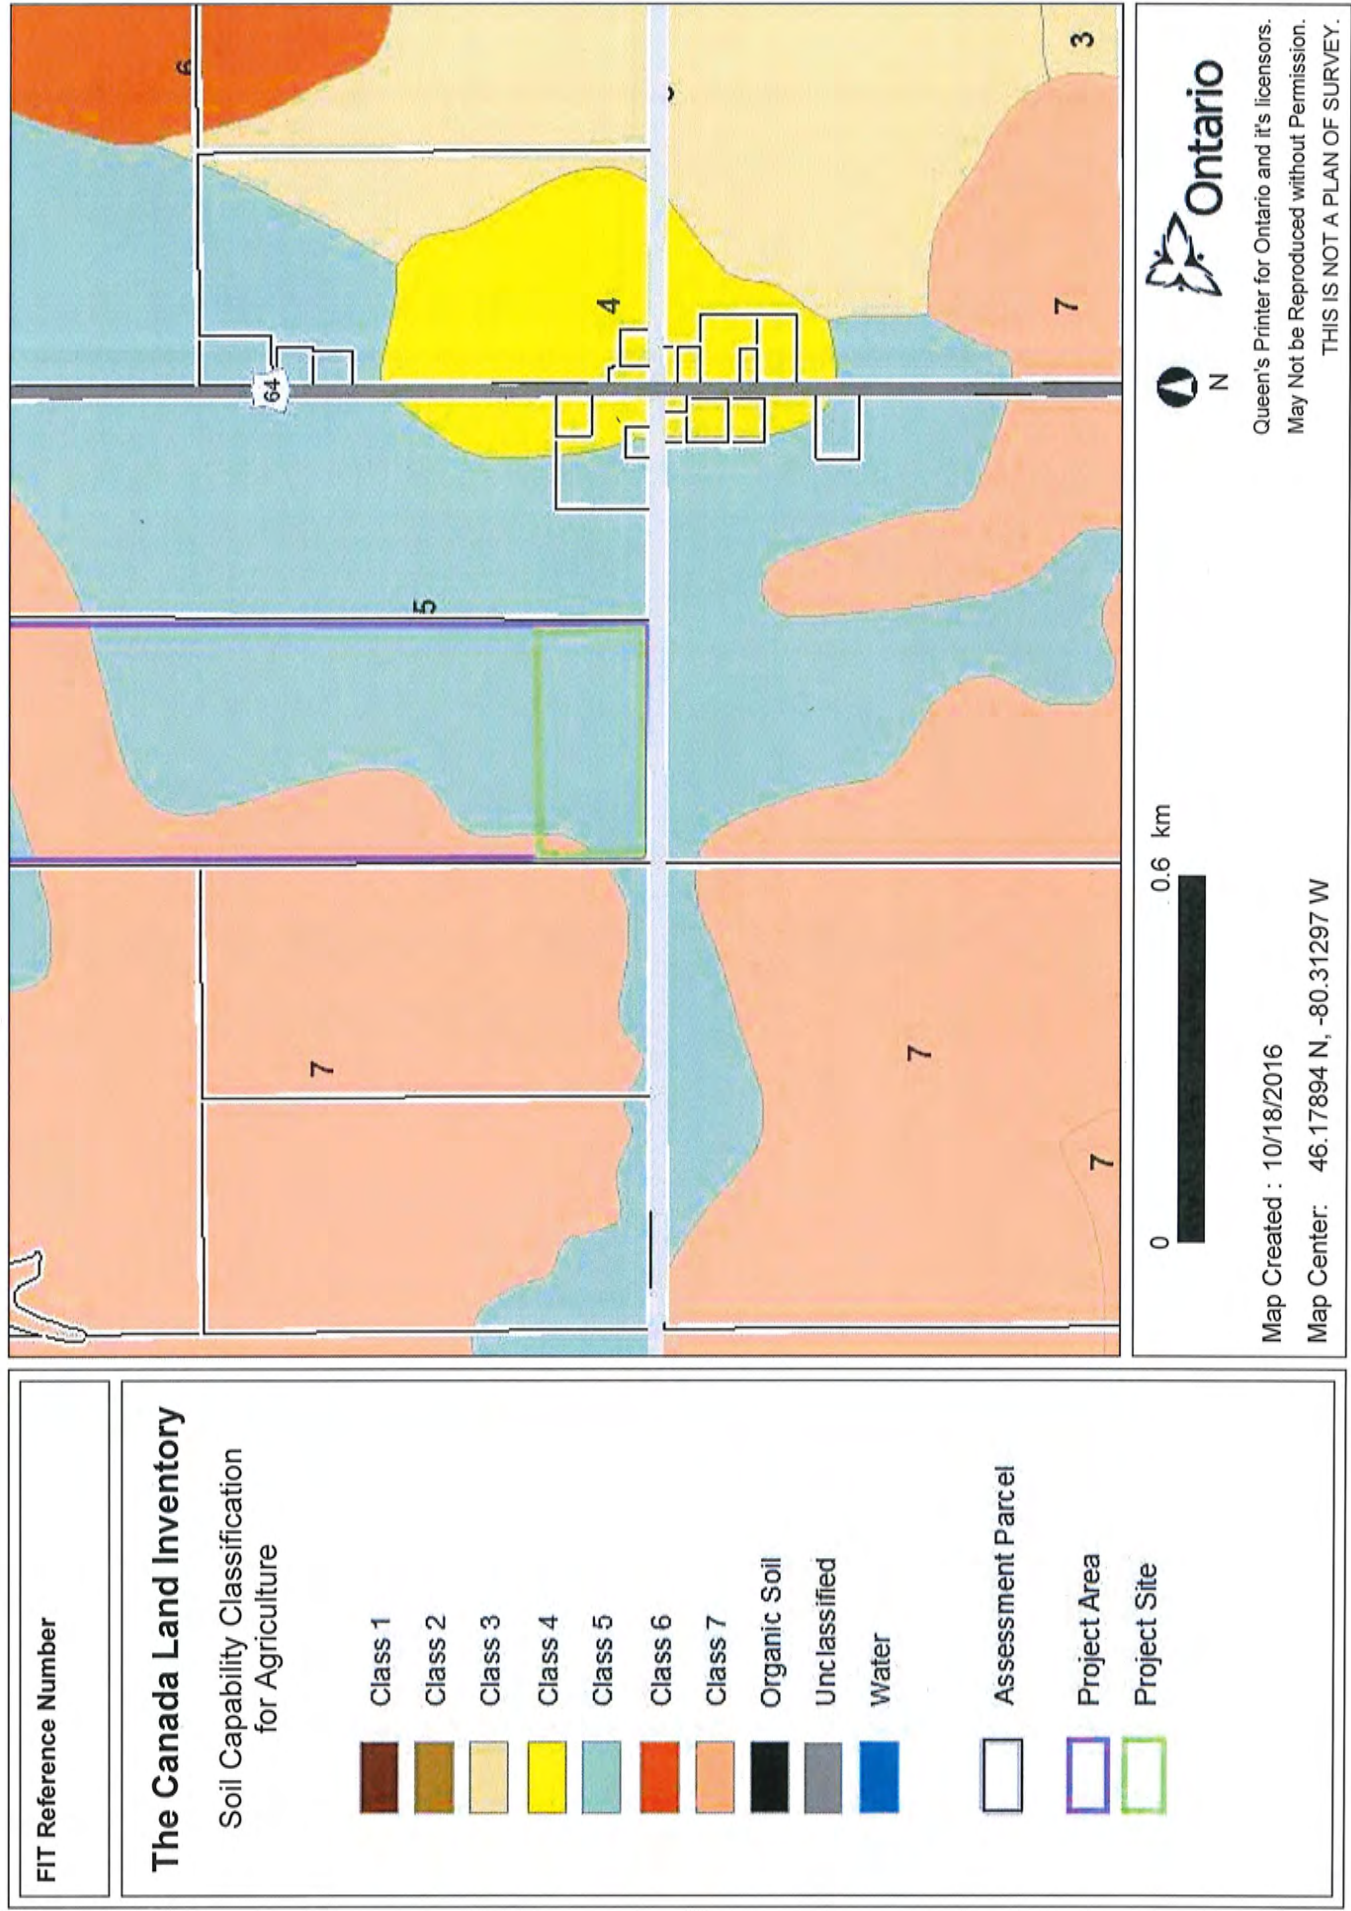 FIT Reference Number
The Canada Land Inventory
Soil Capability Classification
for Agriculture
Class 1
Class 2
Class 3
Class 4
Class 5
Class 6
Class 7
Organic Soil
Unclassified
Water
Assessment Parcel
Project Area
Project Site
6
64
4
5
3
7
7
7
7
0
0.6 km
N
Ontario
Map Created : 10/18/2016
Map Center: 46.17894 N, -80.31297 W
Queen's Printer for Ontario and it's licensors.
May Not be Reproduced without Permission.
THIS IS NOT A PLAN OF SURVEY.